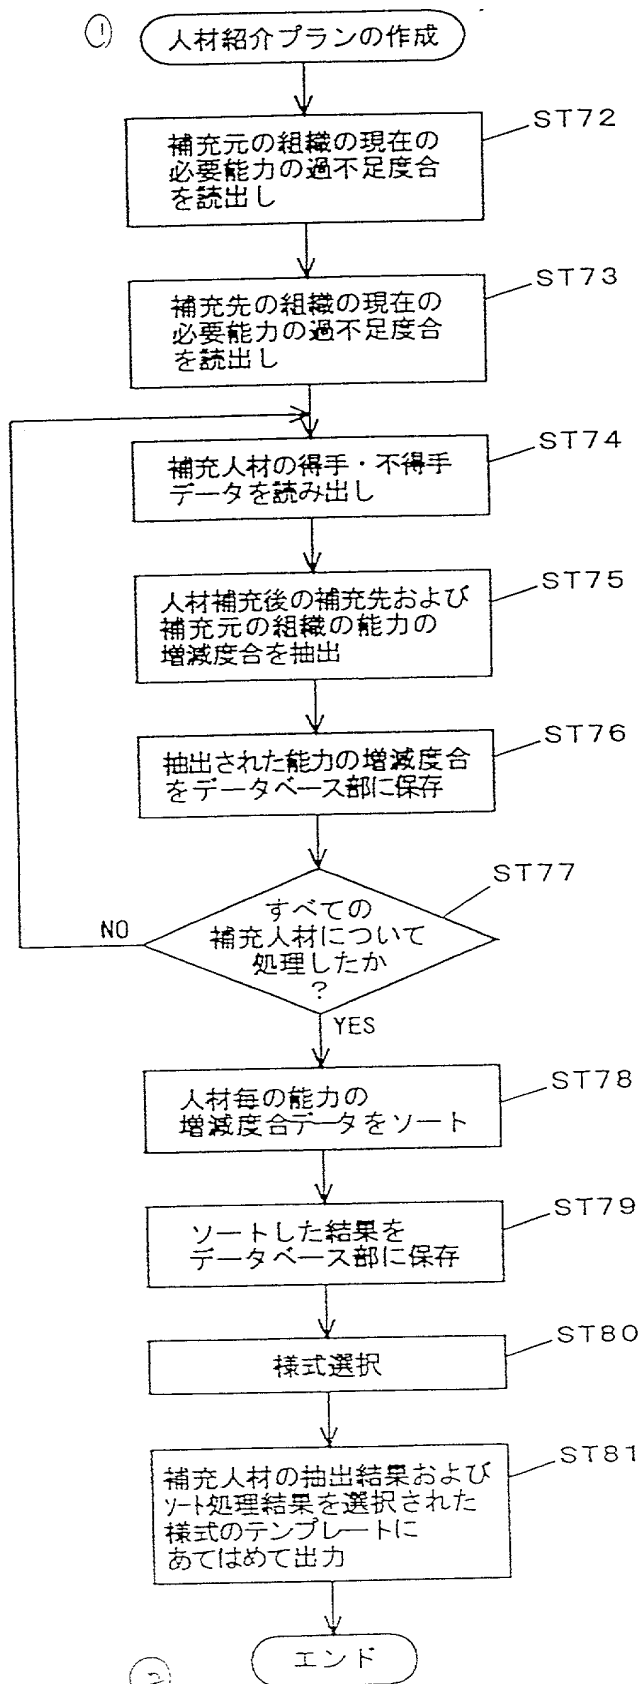 ①
人材紹介プランの作成
ST72
補充元の組織の現在の
必要能力の過不足度合
を読出し
ST73
補充先の組織の現在の
必要能力の過不足度合
を読出し
ST74
補充人材の得手・不得手
データを読み出し
ST75
人材補充後の補充先および
補充元の組織の能力の
増減度合を抽出
ST76
抽出された能力の増減度合
をデータベース部に保存
ST77
すべての
補充人材について
処理したか
?
NO
YES
ST78
人材毎の能力の
増減度合データをソート
ST79
ソートした結果を
データベース部に保存
ST80
様式選択
ST81
補充人材の抽出結果および
ソート処理結果を選択された
様式のテンプレートに
あてはめて出力
エンド